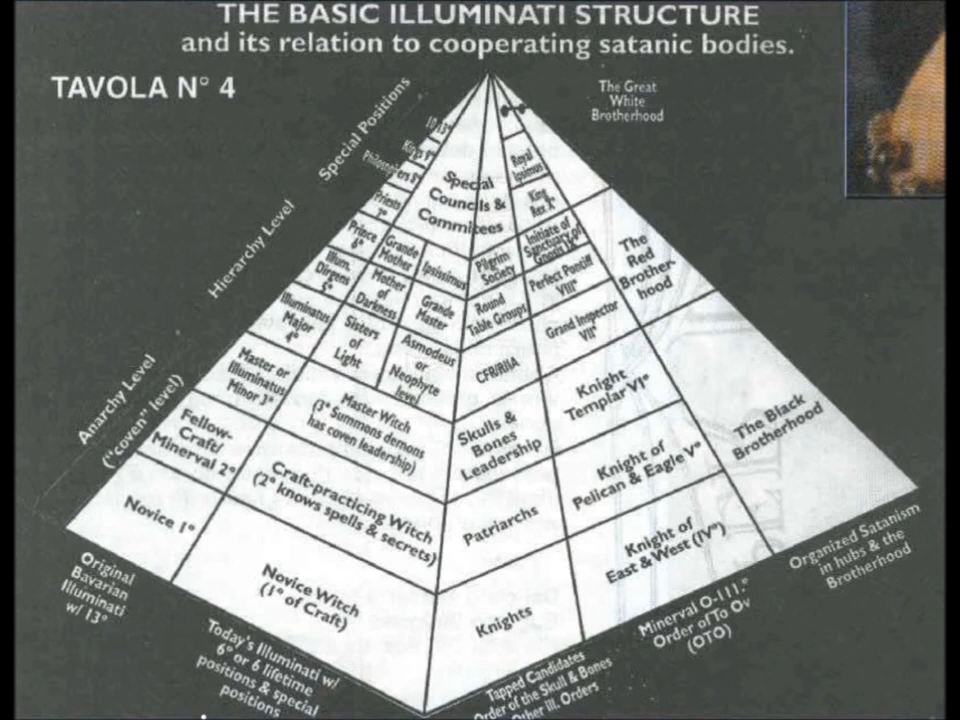 THE BASIC ILLUMINATI STRUCTURE
and its relation to cooperating satanic bodies.
TAVOLA N° 4
The Great
White
Brotherhood
Special Positions
Hierarchy Level
Anarchy Level
("coven" level)
Priests
7°
Prince
6°
Illum.
Dirgens
5°
Illuminatus
Major
4°
Master or
Illuminatus
Minor 3°
Fellow-
Craft/
Minerval 2°
Novice 1°
Special
Councils &
Commitees
Grande
Mother
Ipsissimus
Mother
of
Darkness
Grande
Master
Sisters
of
Light
Asmodeus
or
Neophyte
level
Master Witch
(3° Summons demons
has coven leadership)
Craft-practicing Witch
(2° knows spells & secrets)
Novice Witch
(1° of Craft)
Pilgrim
Society
Round
Table Groups
CFR/RIIA
Skulls &
Bones
Leadership
Patriarchs
Knights
Royal
King
Rex X°
Initiate of
Sanctuary of
Perfect Pontiff
VIII°
Grand Inspector
VII°
Knight
Templar VI°
Knight of
Pelican & Eagle V°
Knight of
East & West (IV°)
The
Red
Brother-
hood
The Black
Brotherhood
Original
Bavarian
Illuminati
w/ 13°
Today's Illuminati w/
6° or 6 lifetime
positions & special
positions
Tapped Candidates
Order of the Skull & Bones
Other ill. Orders
Minerval O-III.°
Order of To Ov
(OTO)
Organized Satanism
in hubs & the
Brotherhood